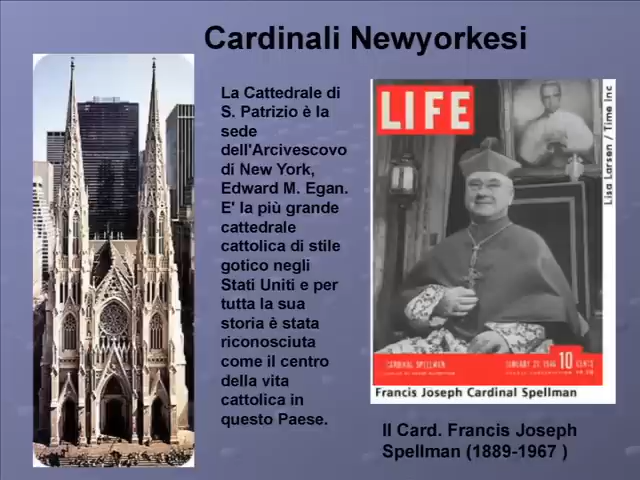 Cardinali Newyorkesi
La Cattedrale di
S. Patrizio è la
sede
dell'Arcivescovo
di New York,
Edward M. Egan.
E' la più grande
cattedrale
cattolica di stile
gotico negli
Stati Uniti e per
tutta la sua
storia è stata
riconosciuta
come il centro
della vita
cattolica in
questo Paese.
LIFE
Lisa Larsen / Time Inc
CARDINAL SPELLMAN
JANUARY 21, 1946 10 CENTS
Francis Joseph Cardinal Spellman
Il Card. Francis Joseph
Spellman (1889-1967 )